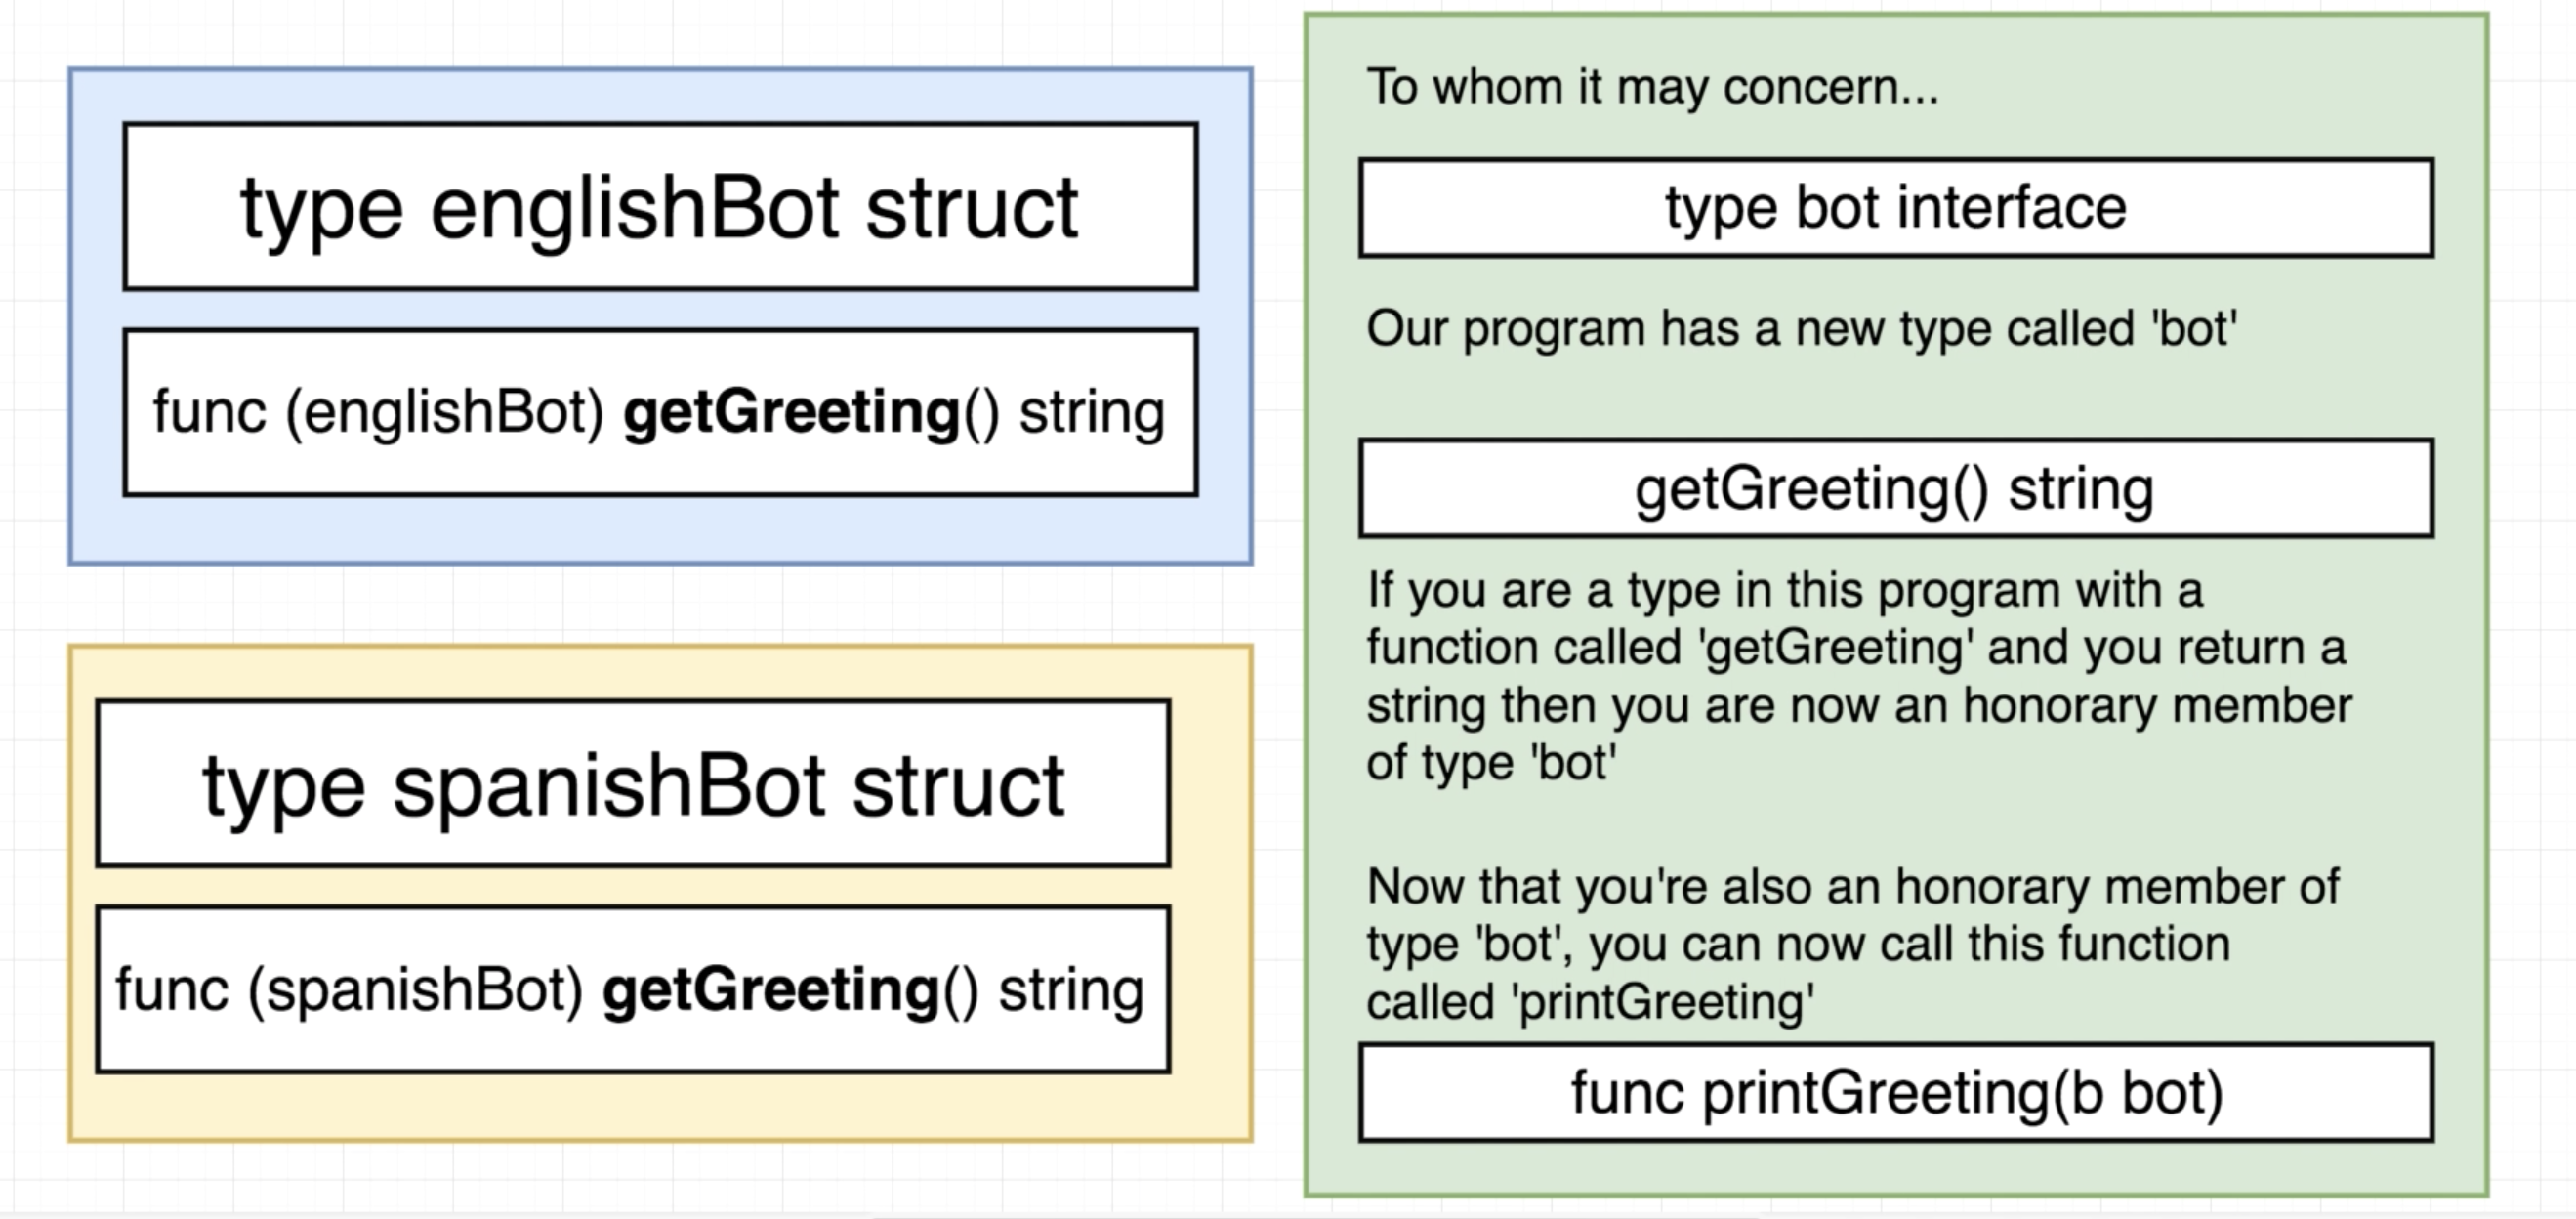 type englishBot struct
func (englishBot) getGreeting() string
type spanishBot struct
func (spanishBot) getGreeting() string
To whom it may concern...
type bot interface
Our program has a new type called 'bot'
getGreeting() string
If you are a type in this program with a
function called 'getGreeting' and you return a
string then you are now an honorary member
of type 'bot'
Now that you're also an honorary member of
type 'bot', you can now call this function
called 'printGreeting'
func printGreeting(b bot)